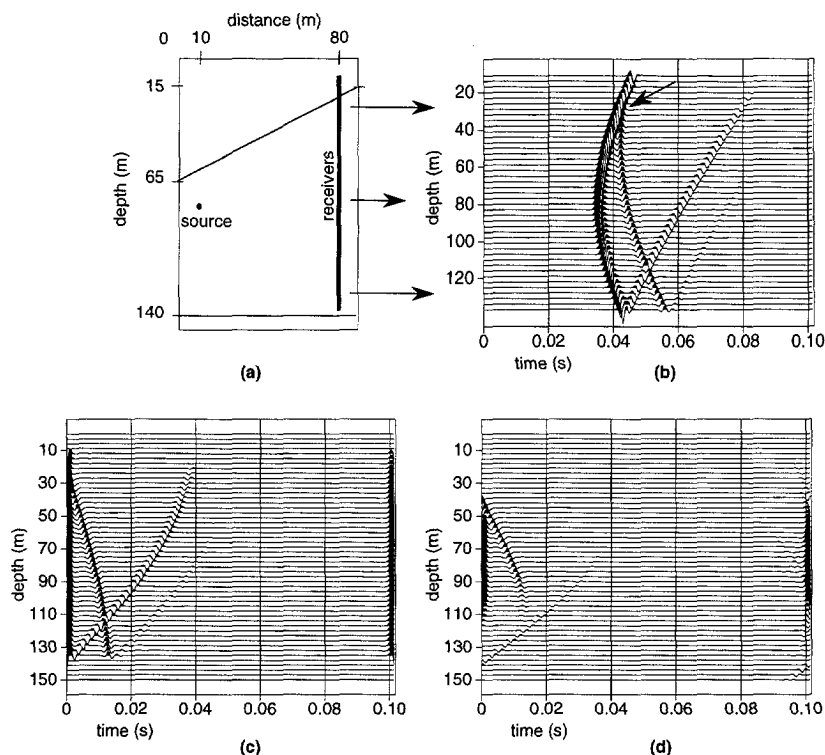 distance (m)
0 10 80
15
65
140
depth (m)
source
receivers
(a)
20
40
60
80
100
120
depth (m)
0 0.02 0.04 0.06 0.08 0.10
time (s)
(b)
10
30
50
70
90
110
130
150
depth (m)
0 0.02 0.04 0.06 0.08 0.10
time (s)
(c)
10
30
50
70
90
110
130
150
depth (m)
0 0.02 0.04 0.06 0.08 0.10
time (s)
(d)